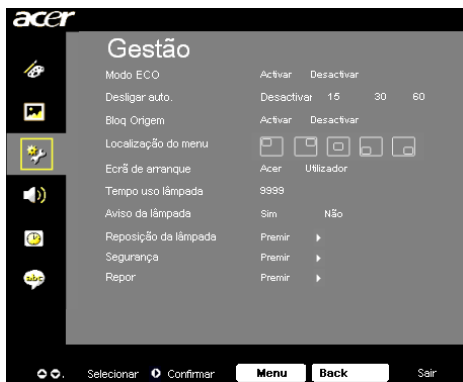 acer
Gestão
Modo ECO Activar Desactivar
Desligar auto. Desactivar 15 30 60
Bloq Origem Activar Desactivar
Localização do menu
Ecrã de arranque Acer Utilizador
Tempo uso lâmpada 9999
Aviso da lâmpada Sim Não
Reposição da lâmpada Premir
Segurança Premir
Repor Premir
abc
Selecionar Confirmar Menu Back Sair